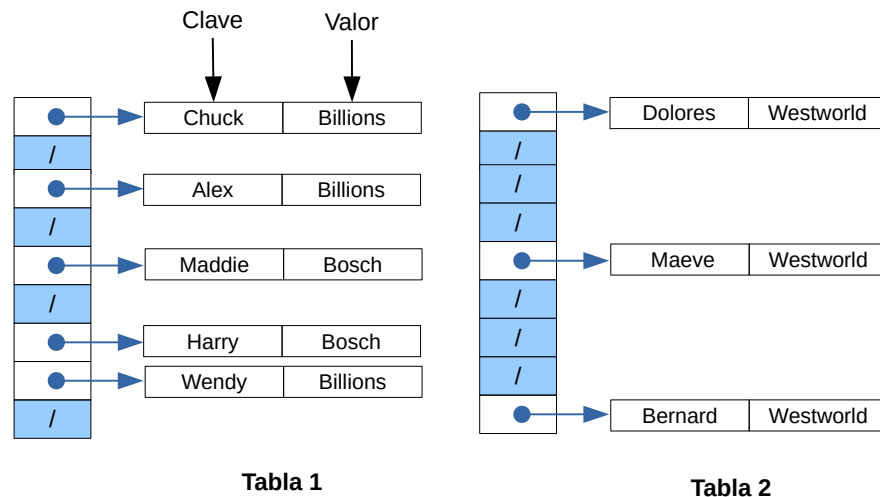 Clave Valor
Chuck Billions
/
Alex Billions
/
Maddie Bosch
/
Harry Bosch
Wendy Billions
/
Tabla 1
Dolores Westworld
/
/
/
Maeve Westworld
/
/
/
Bernard Westworld
Tabla 2